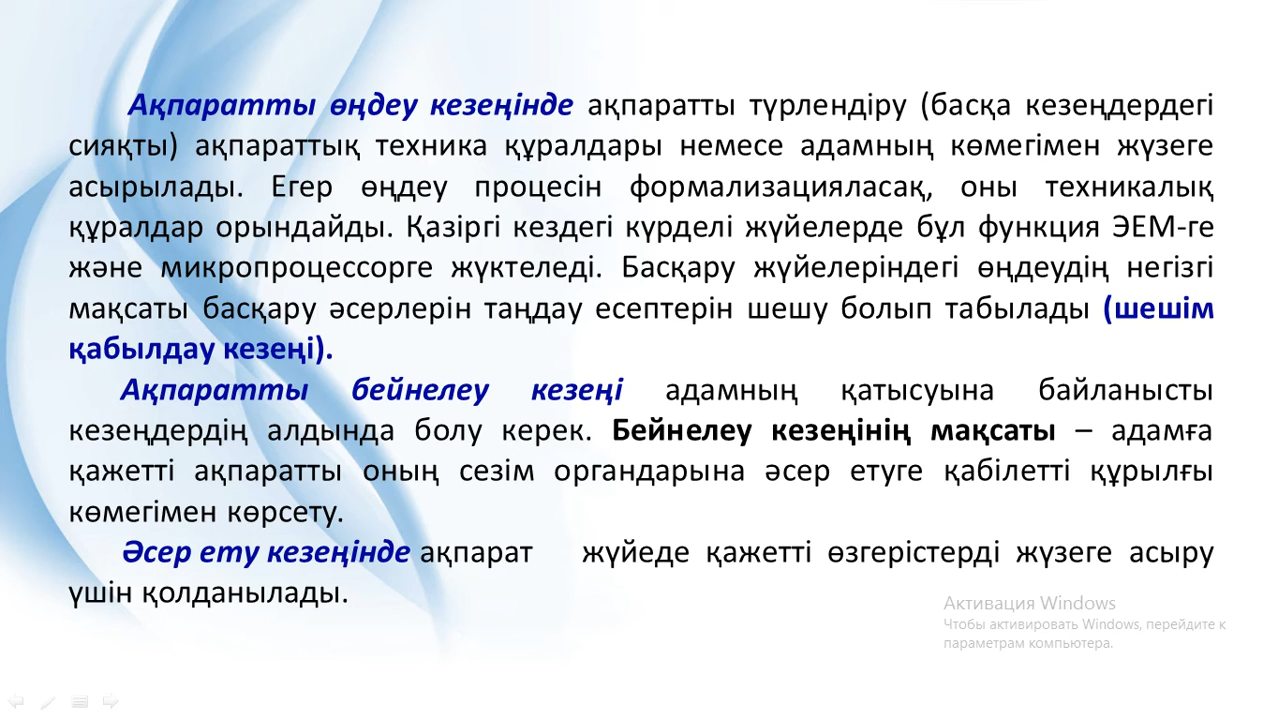 Ақпаратты өңдеу кезеңінде ақпаратты түрлендіру (басқа кезеңдердегі
сияқты) ақпараттық техника құралдары немесе адамның көмегімен жүзеге
асырылады. Егер өңдеу процесін формализацияласақ, оны техникалық
құралдар орындайды. Қазіргі кездегі күрделі жүйелерде бұл функция ЭЕМ-ге
және микропроцессорге жүктеледі. Басқару жүйелеріндегі өңдеудің негізгі
мақсаты басқару әсерлерін таңдау есептерін шешу болып табылады (шешім
қабылдау кезеңі).
Ақпаратты бейнелеу кезеңі адамның қатысуына байланысты
кезеңдердің алдында болу керек. Бейнелеу кезеңінің мақсаты – адамға
қажетті ақпаратты оның сезім органдарына әсер етуге қабілетті құрылғы
көмегімен көрсету.
Әсер ету кезеңінде ақпарат жүйеде қажетті өзгерістерді жүзеге асыру
үшін қолданылады.
Активация Windows
Чтобы активировать Windows, перейдите к
параметрам компьютера.